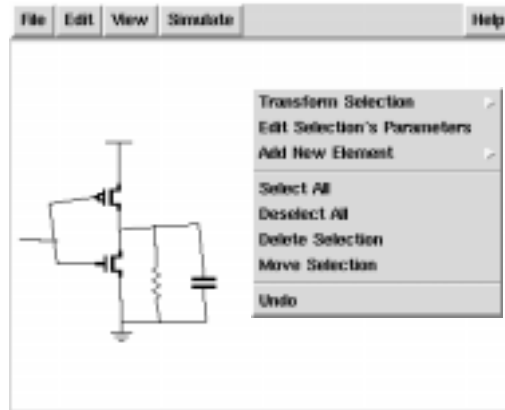 File Edit View Simulate Help
Transform Selection
Edit Selection's Parameters
Add New Element
Select All
Deselect All
Delete Selection
Move Selection
Undo